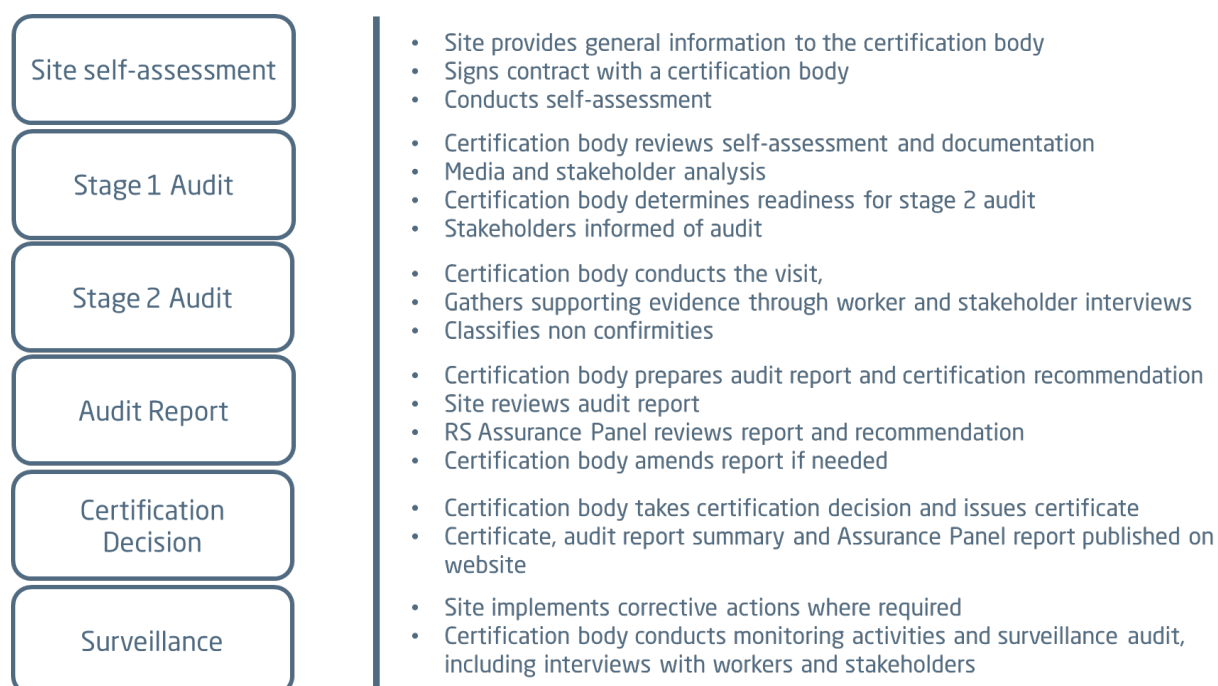 Site self-assessment
• Site provides general information to the certification body
• Signs contract with a certification body
• Conducts self-assessment
Stage 1 Audit
• Certification body reviews self-assessment and documentation
• Media and stakeholder analysis
• Certification body determines readiness for stage 2 audit
• Stakeholders informed of audit
Stage 2 Audit
• Certification body conducts the visit,
• Gathers supporting evidence through worker and stakeholder interviews
• Classifies non confirmities
Audit Report
• Certification body prepares audit report and certification recommendation
• Site reviews audit report
• RS Assurance Panel reviews report and recommendation
• Certification body amends report if needed
Certification
Decision
• Certification body takes certification decision and issues certificate
• Certificate, audit report summary and Assurance Panel report published on
website
Surveillance
• Site implements corrective actions where required
• Certification body conducts monitoring activities and surveillance audit,
including interviews with workers and stakeholders